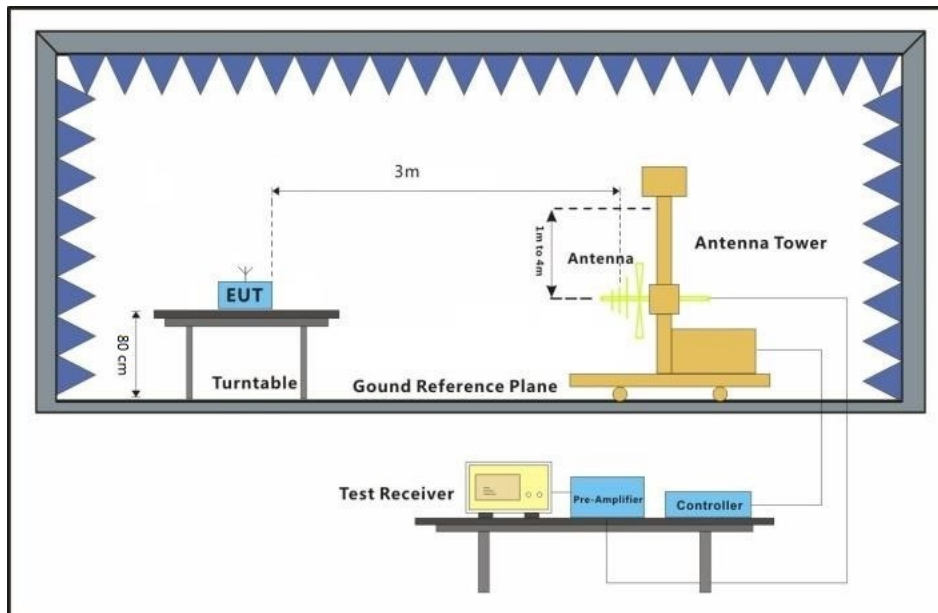 3m
1m to 4m
Antenna
Antenna Tower
EUT
80 cm
Turntable
Gound Reference Plane
Test Receiver
Pre-Amplifier
Controller